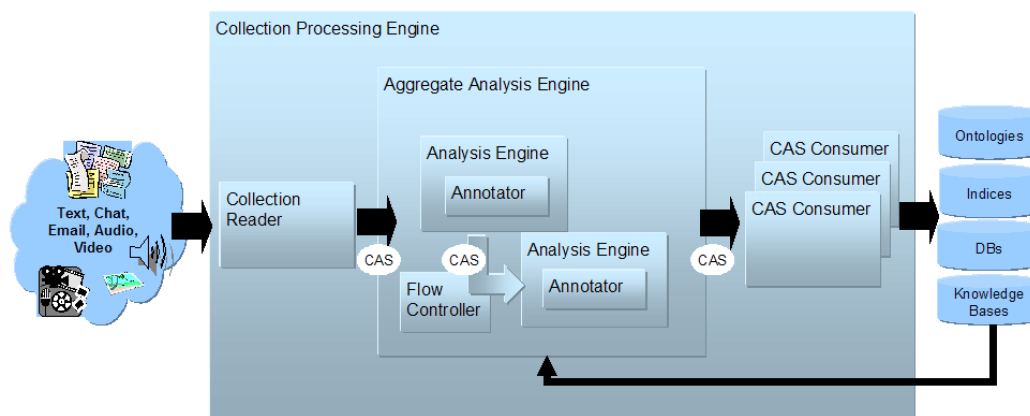 Collection Processing Engine
Aggregate Analysis Engine
Text, Chat,
Email, Audio,
Video
Collection
Reader
CAS
Analysis Engine
Annotator
CAS
Flow
Controller
Analysis Engine
Annotator
CAS
CAS Consumer
CAS Consumer
CAS Consumer
Ontologies
Indices
DBs
Knowledge
Bases